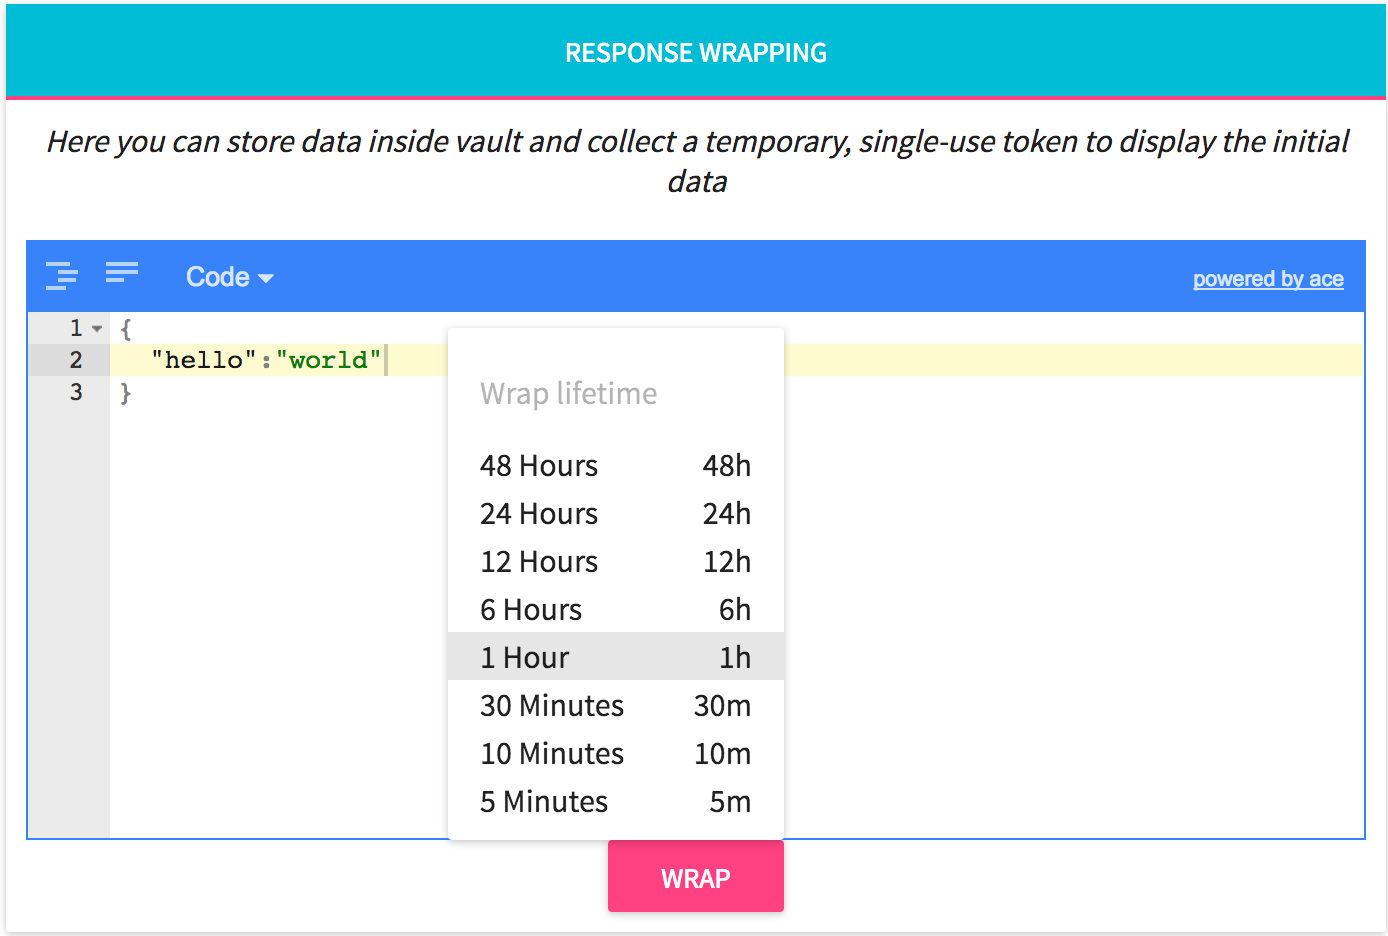 RESPONSE WRAPPING
Here you can store data inside vault and collect a temporary, single-use token to display the initial
data
Code
powered by ace
1 {
2 "hello":"world"
3 }
Wrap lifetime
48 Hours 48h
24 Hours 24h
12 Hours 12h
6 Hours 6h
1 Hour 1h
30 Minutes 30m
10 Minutes 10m
5 Minutes 5m
WRAP